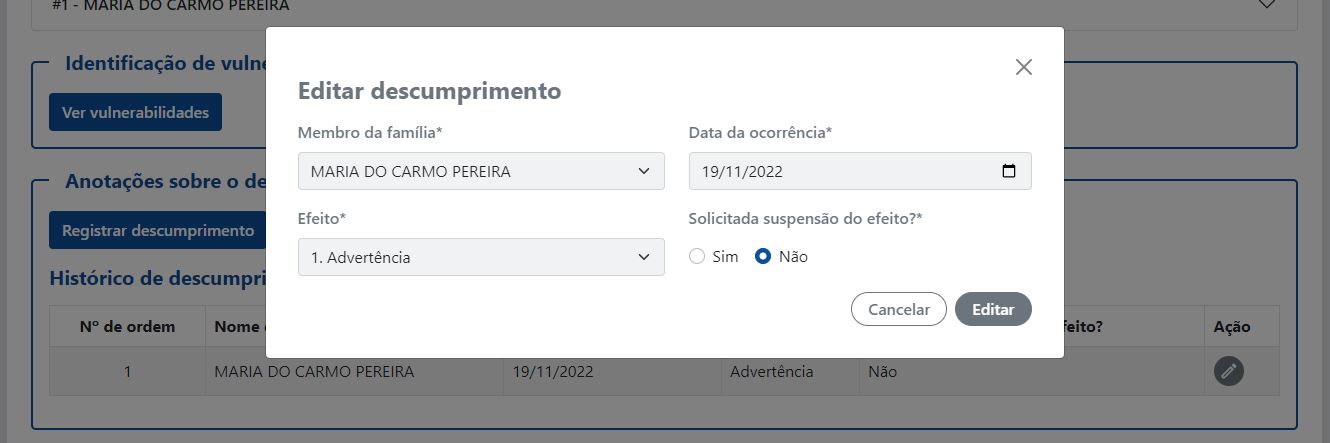 #1 - MARIA DO CARMO PEREIRA
Identificação de vulne
Ver vulnerabilidades
Anotações sobre o de
Registrar descumprimento
Histórico de descumpri
Editar descumprimento
Membro da família*
Data da ocorrência*
MARIA DO CARMO PEREIRA
19/11/2022
Efeito*
Solicitada suspensão do efeito?*
1. Advertência
Sim Não
Cancelar Editar
Nº de ordem Nome feito? Ação
1 MARIA DO CARMO PEREIRA 19/11/2022 Advertência Não